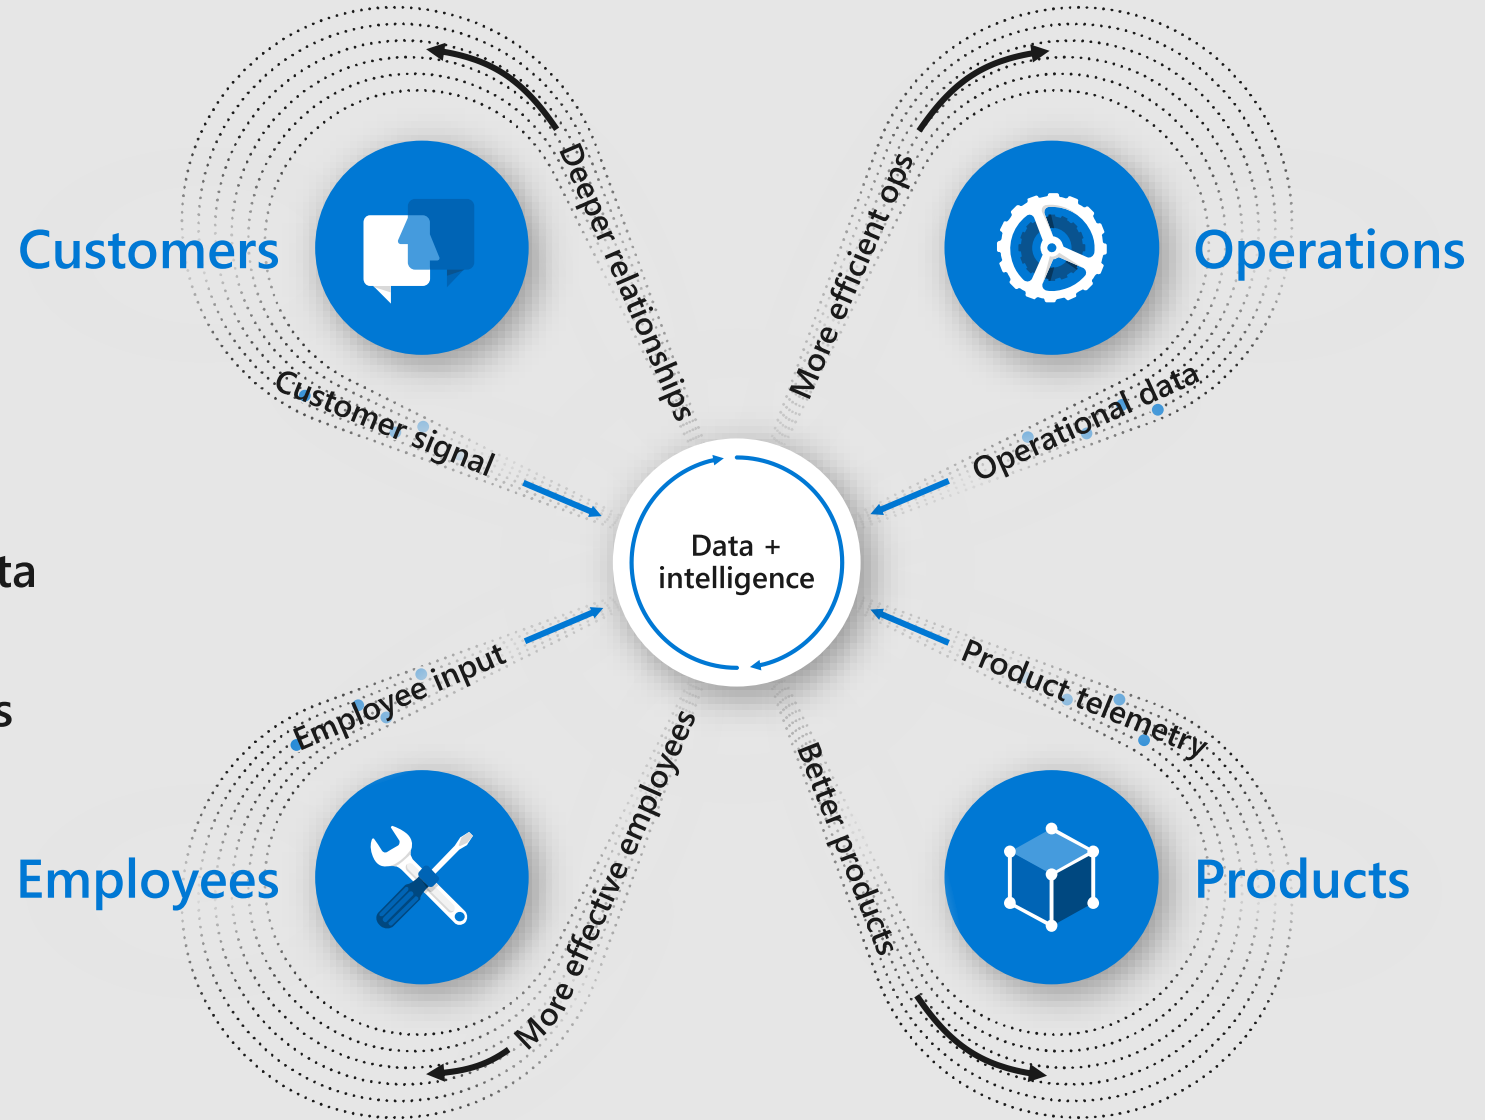 Deeper relationships
More efficient ops
Customers
Operations
Customer signal
Operational data
Data +
intelligence
ta
Employee input
Product telemetry
s
More effective employees
Better products
Employees
Products